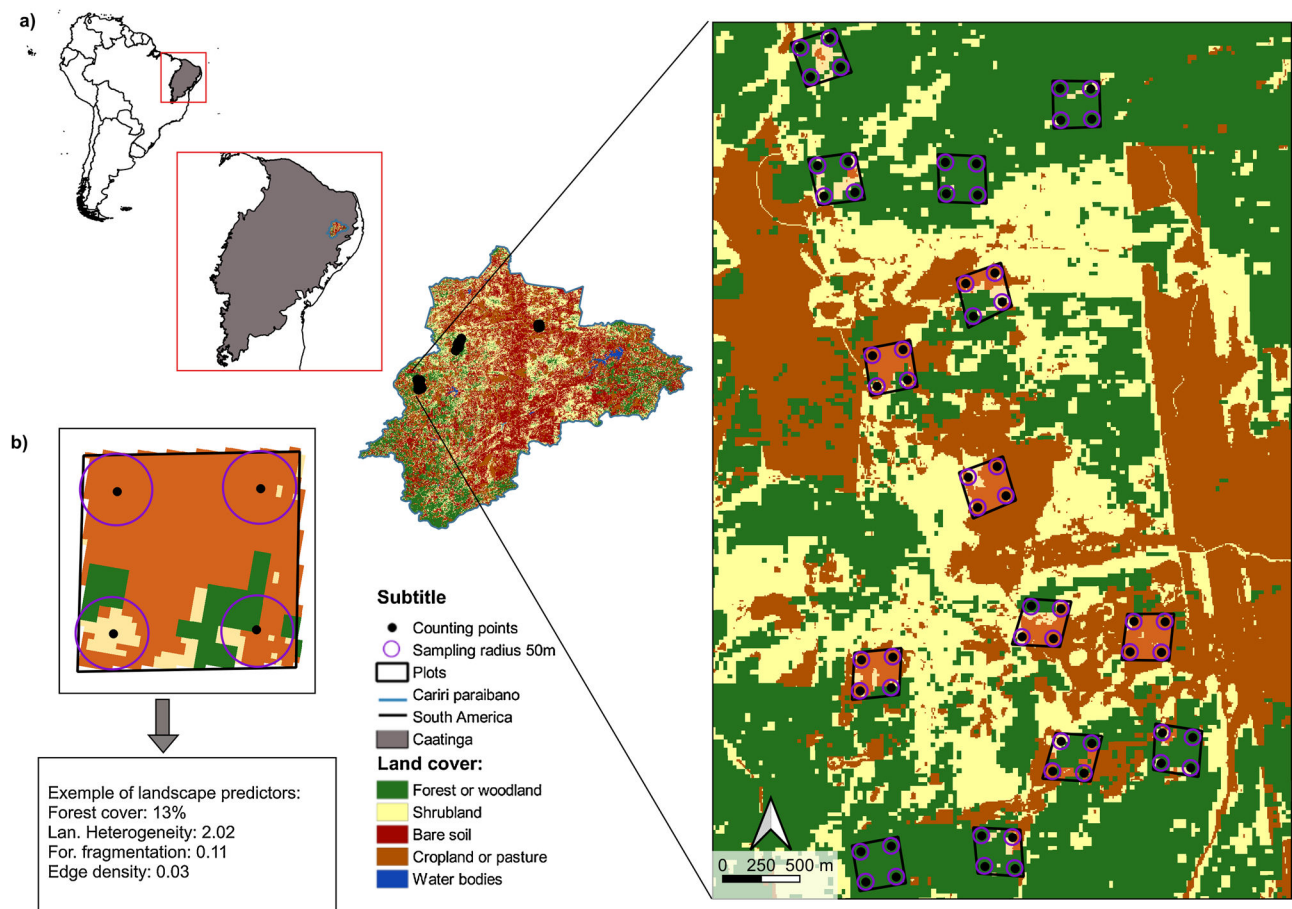 a)
b)
Exemple of landscape predictors:
Forest cover: 13%
Lan. Heterogeneity: 2.02
For. fragmentation: 0.11
Edge density: 0.03
Subtitle
Counting points
Sampling radius 50m
Plots
Cariri paraibano
South America
Caatinga
Land cover:
Forest or woodland
Shrubland
Bare soil
Cropland or pasture
Water bodies
0 250 500 m